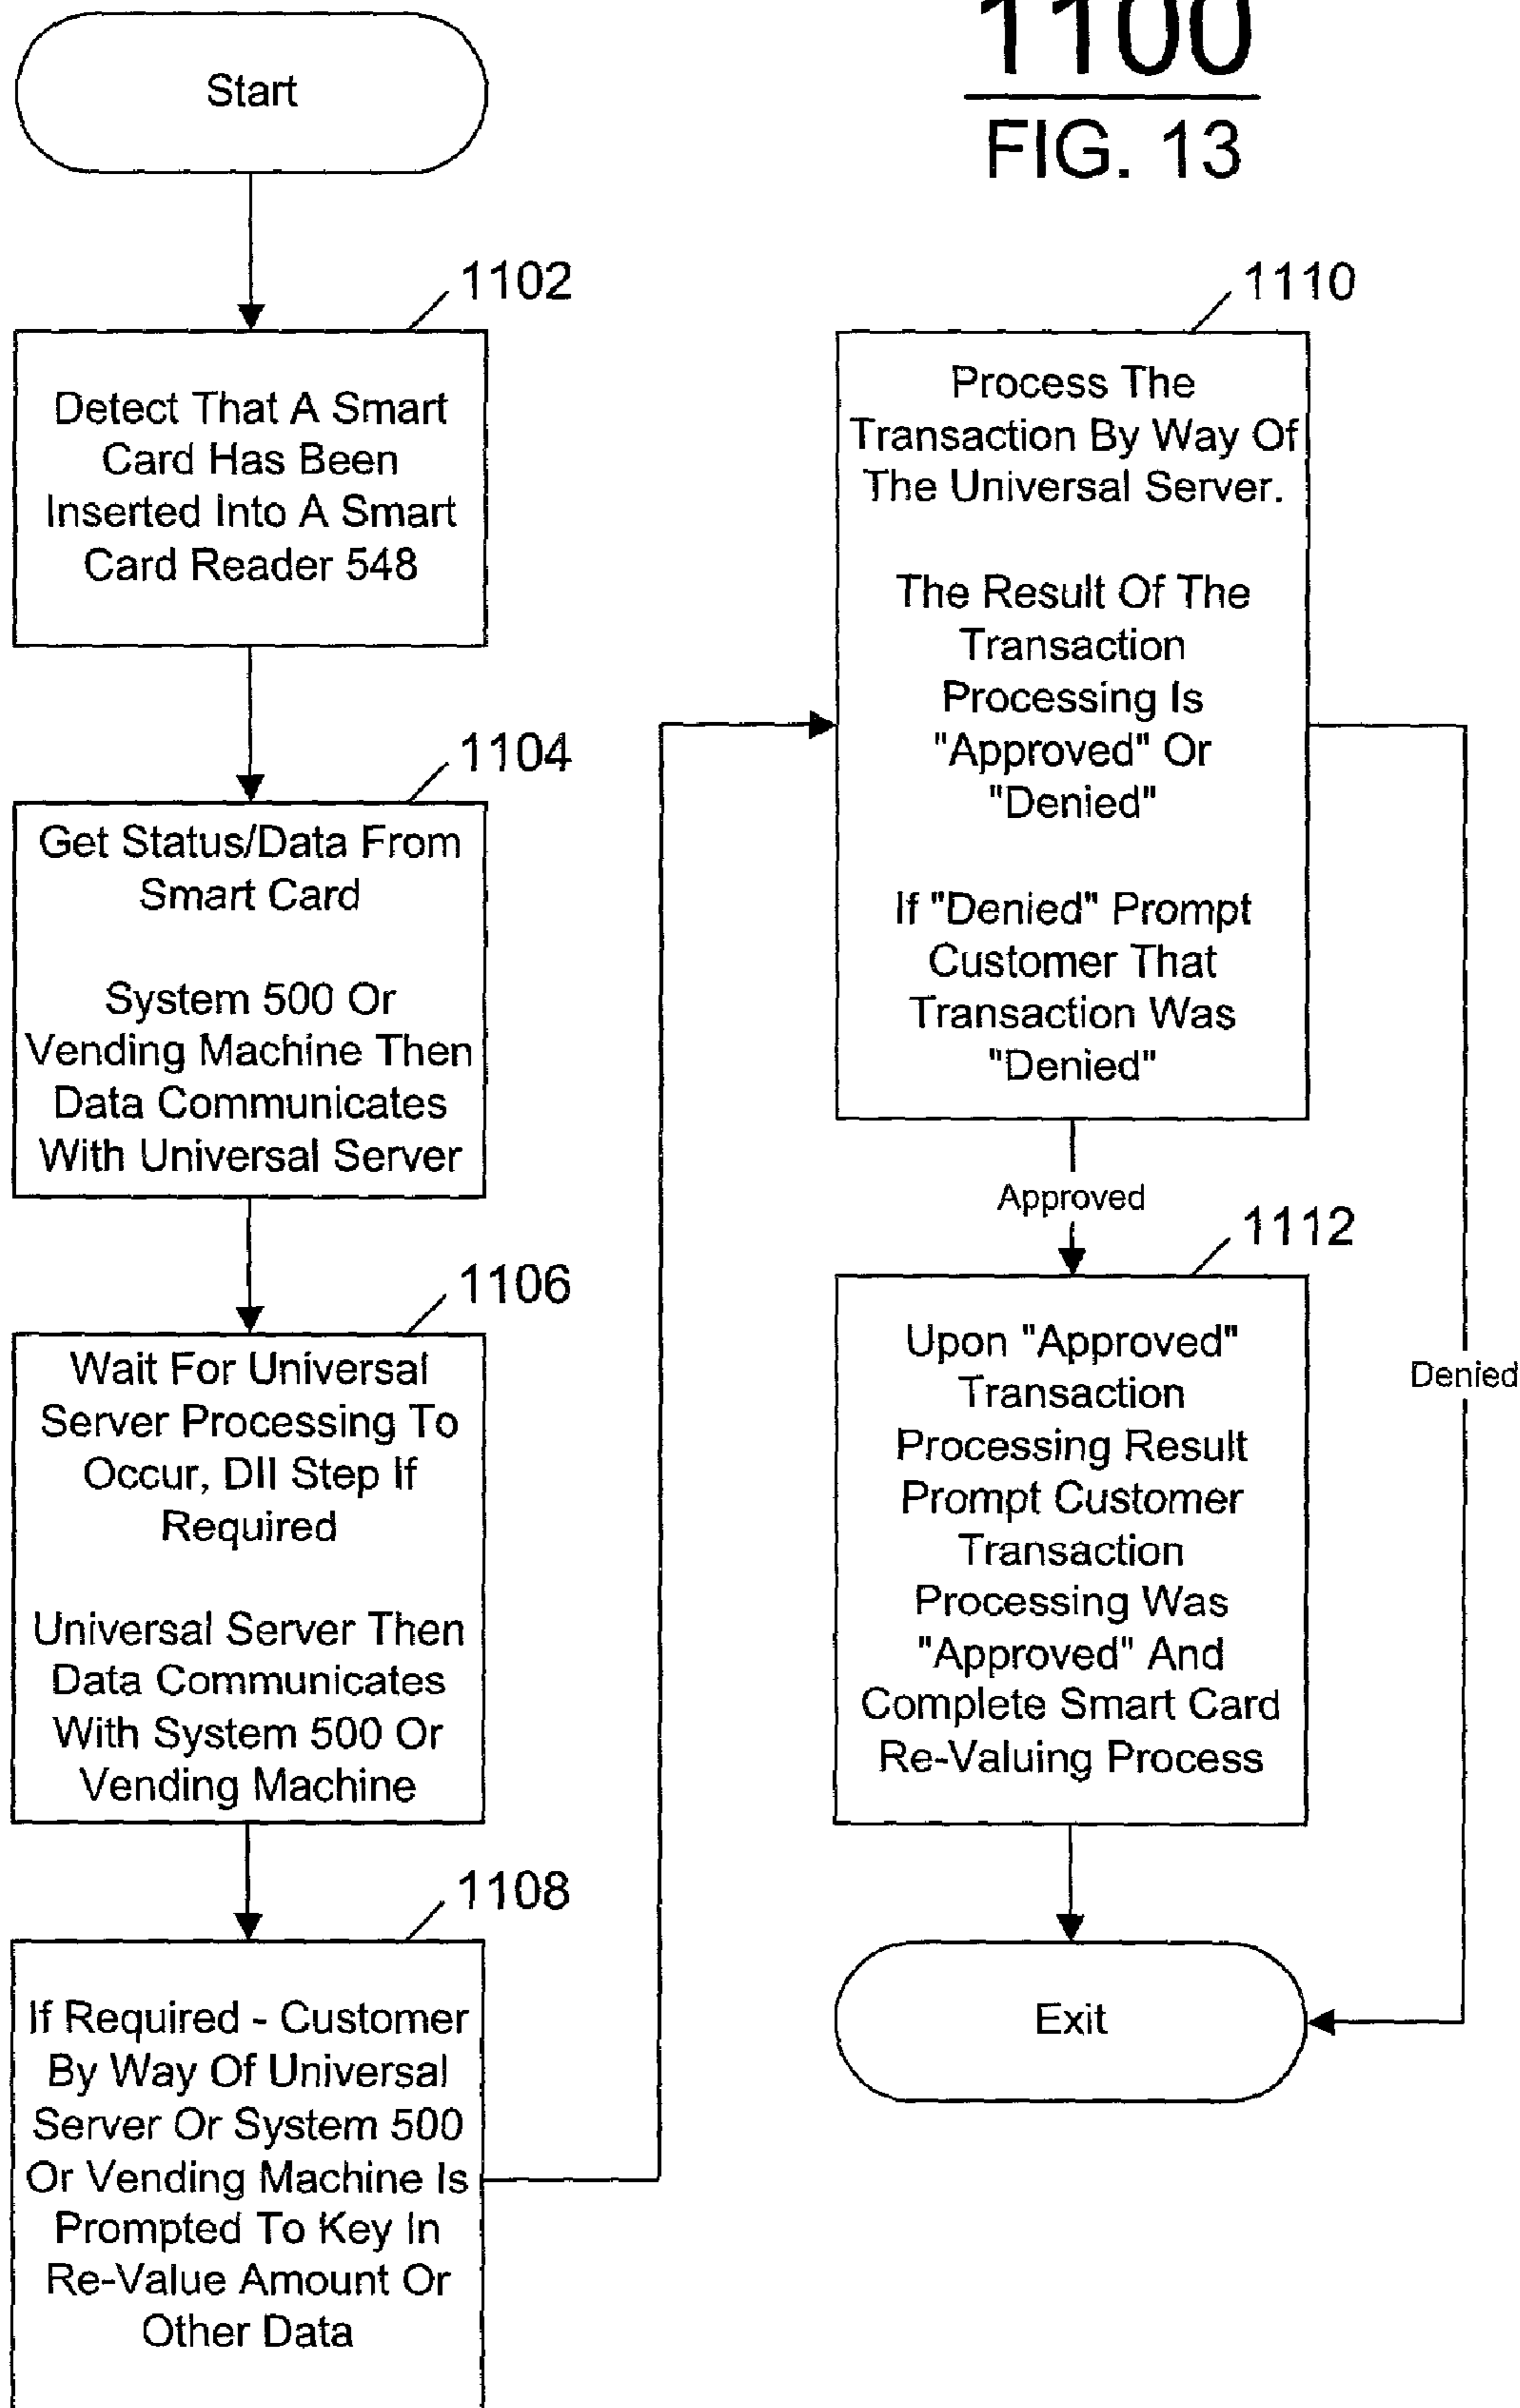 1100
FIG. 13
Start
1102
Detect That A Smart
Card Has Been
Inserted Into A Smart
Card Reader 548
1104
Get Status/Data From
Smart Card
System 500 Or
Vending Machine Then
Data Communicates
With Universal Server
1106
Wait For Universal
Server Processing To
Occur, DII Step If
Required
Universal Server Then
Data Communicates
With System 500 Or
Vending Machine
1108
If Required - Customer
By Way Of Universal
Server Or System 500
Or Vending Machine Is
Prompted To Key In
Re-Value Amount Or
Other Data
1110
Process The
Transaction By Way Of
The Universal Server.
The Result Of The
Transaction
Processing Is
"Approved" Or
"Denied"
If "Denied" Prompt
Customer That
Transaction Was
"Denied"
Approved
Denied
1112
Upon "Approved"
Transaction
Processing Result
Prompt Customer
Transaction
Processing Was
"Approved" And
Complete Smart Card
Re-Valuing Process
Exit